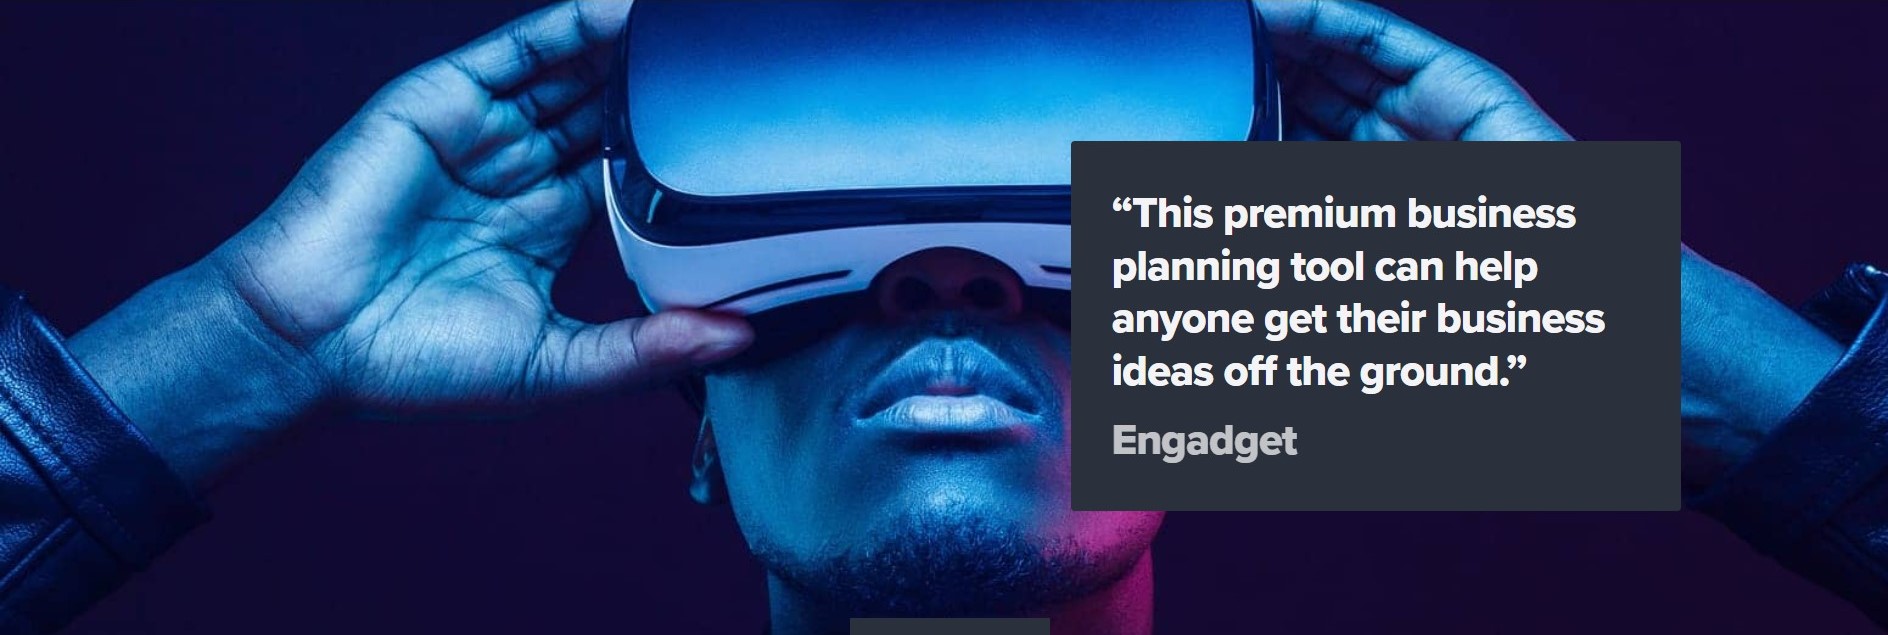 “This premium business
planning tool can help
anyone get their business
ideas off the ground.”
Engadget